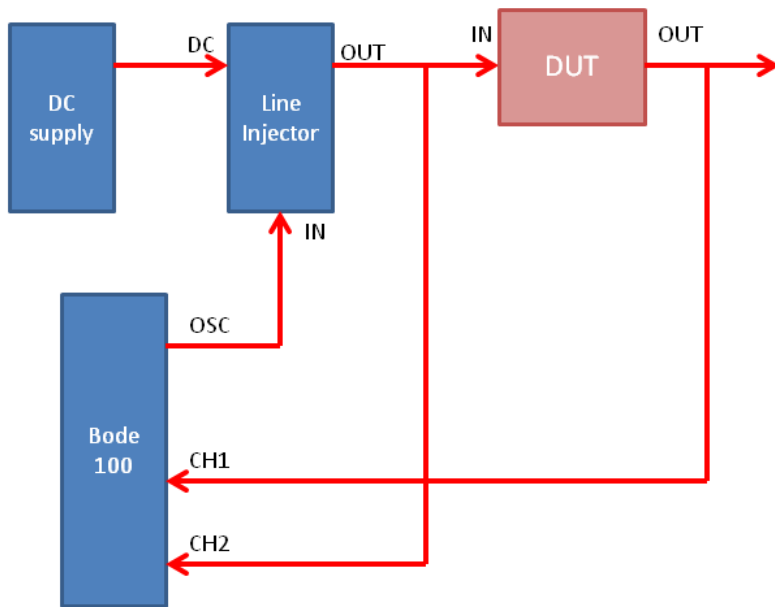 DC
OUT
IN
OUT
DC
supply
Line
Injector
DUT
IN
OSC
Bode
100
CH1
CH2